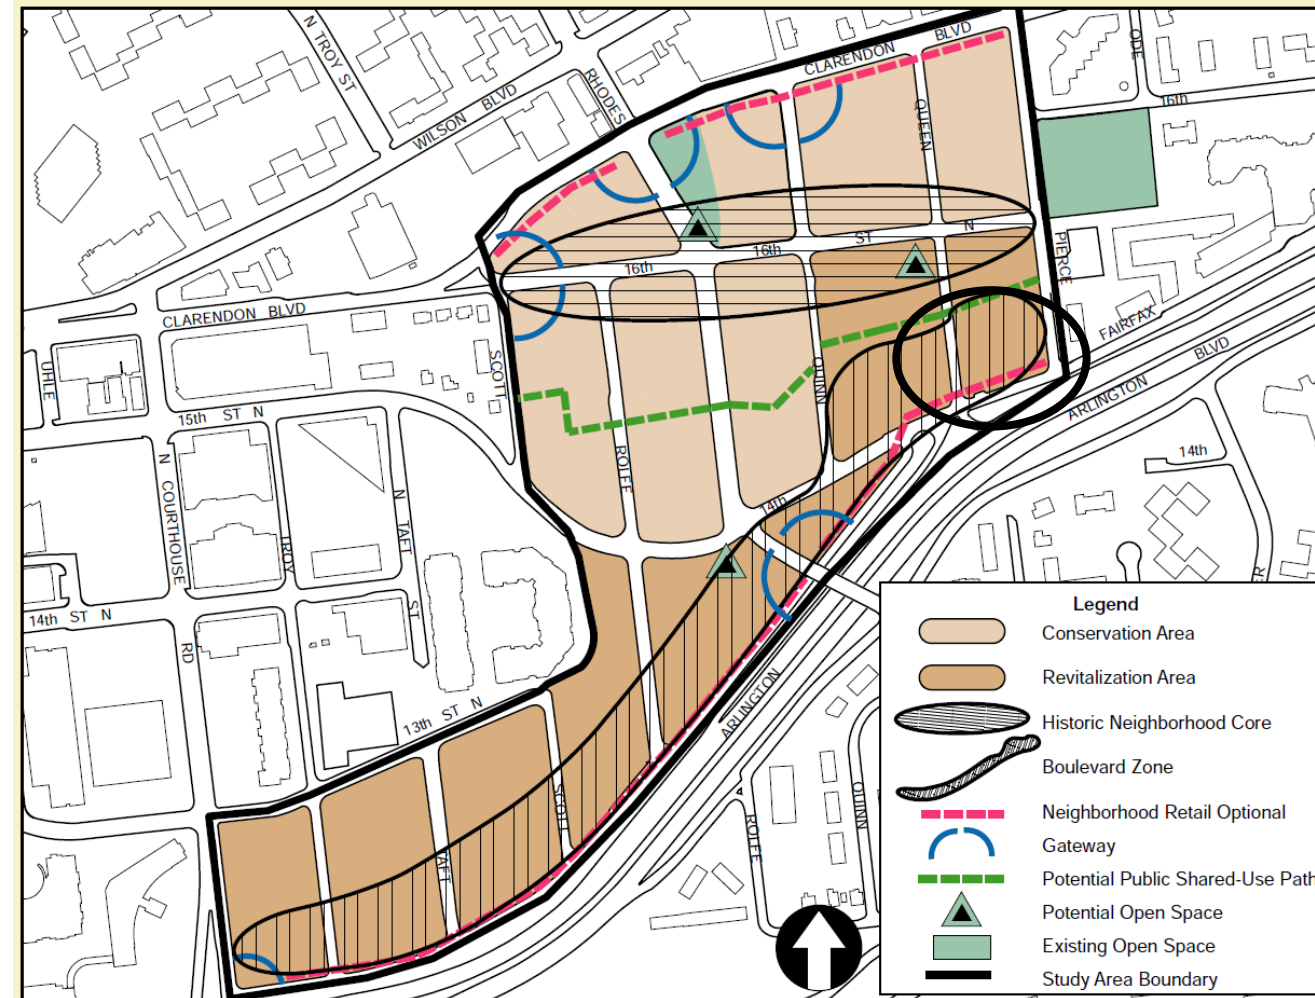 N TROY ST
WILSON BLVD
RHODES
CLARENDON BLVD
QUEEN
ODE
16th
16th
16th
ST
N
PIERCE
FAIRFAX
ARLINGTON BLVD
CLARENDON BLVD
SCOTT
UHLE
15th ST N
N COURTHOUSE
RD
TROY
N TAFT
ST
ROLFE
QUINN
14th
14th
14th ST N
13th ST N
ARLINGTON
SCOTT
TAFT
ROLFE
QUINN
ER
Legend
Conservation Area
Revitalization Area
Historic Neighborhood Core
Boulevard Zone
Neighborhood Retail Optional
Gateway
Potential Public Shared-Use Path
Potential Open Space
Existing Open Space
Study Area Boundary